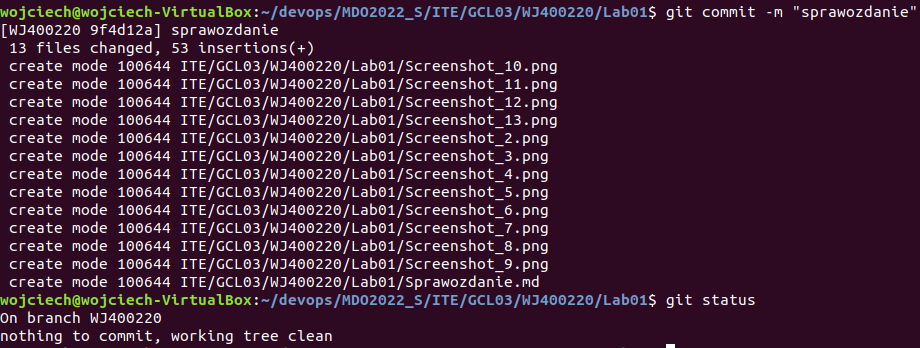 wojciech@wojciech-VirtualBox:~/devops/MDO2022_S/ITE/GCL03/WJ400220/Lab01$ git commit -m "sprawozdanie"
[WJ400220 9f4d12a] sprawozdanie
 13 files changed, 53 insertions(+)
 create mode 100644 ITE/GCL03/WJ400220/Lab01/Screenshot_10.png
 create mode 100644 ITE/GCL03/WJ400220/Lab01/Screenshot_11.png
 create mode 100644 ITE/GCL03/WJ400220/Lab01/Screenshot_12.png
 create mode 100644 ITE/GCL03/WJ400220/Lab01/Screenshot_13.png
 create mode 100644 ITE/GCL03/WJ400220/Lab01/Screenshot_2.png
 create mode 100644 ITE/GCL03/WJ400220/Lab01/Screenshot_3.png
 create mode 100644 ITE/GCL03/WJ400220/Lab01/Screenshot_4.png
 create mode 100644 ITE/GCL03/WJ400220/Lab01/Screenshot_5.png
 create mode 100644 ITE/GCL03/WJ400220/Lab01/Screenshot_6.png
 create mode 100644 ITE/GCL03/WJ400220/Lab01/Screenshot_7.png
 create mode 100644 ITE/GCL03/WJ400220/Lab01/Screenshot_8.png
 create mode 100644 ITE/GCL03/WJ400220/Lab01/Screenshot_9.png
 create mode 100644 ITE/GCL03/WJ400220/Lab01/Sprawozdanie.md
wojciech@wojciech-VirtualBox:~/devops/MDO2022_S/ITE/GCL03/WJ400220/Lab01$ git status
On branch WJ400220
nothing to commit, working tree clean